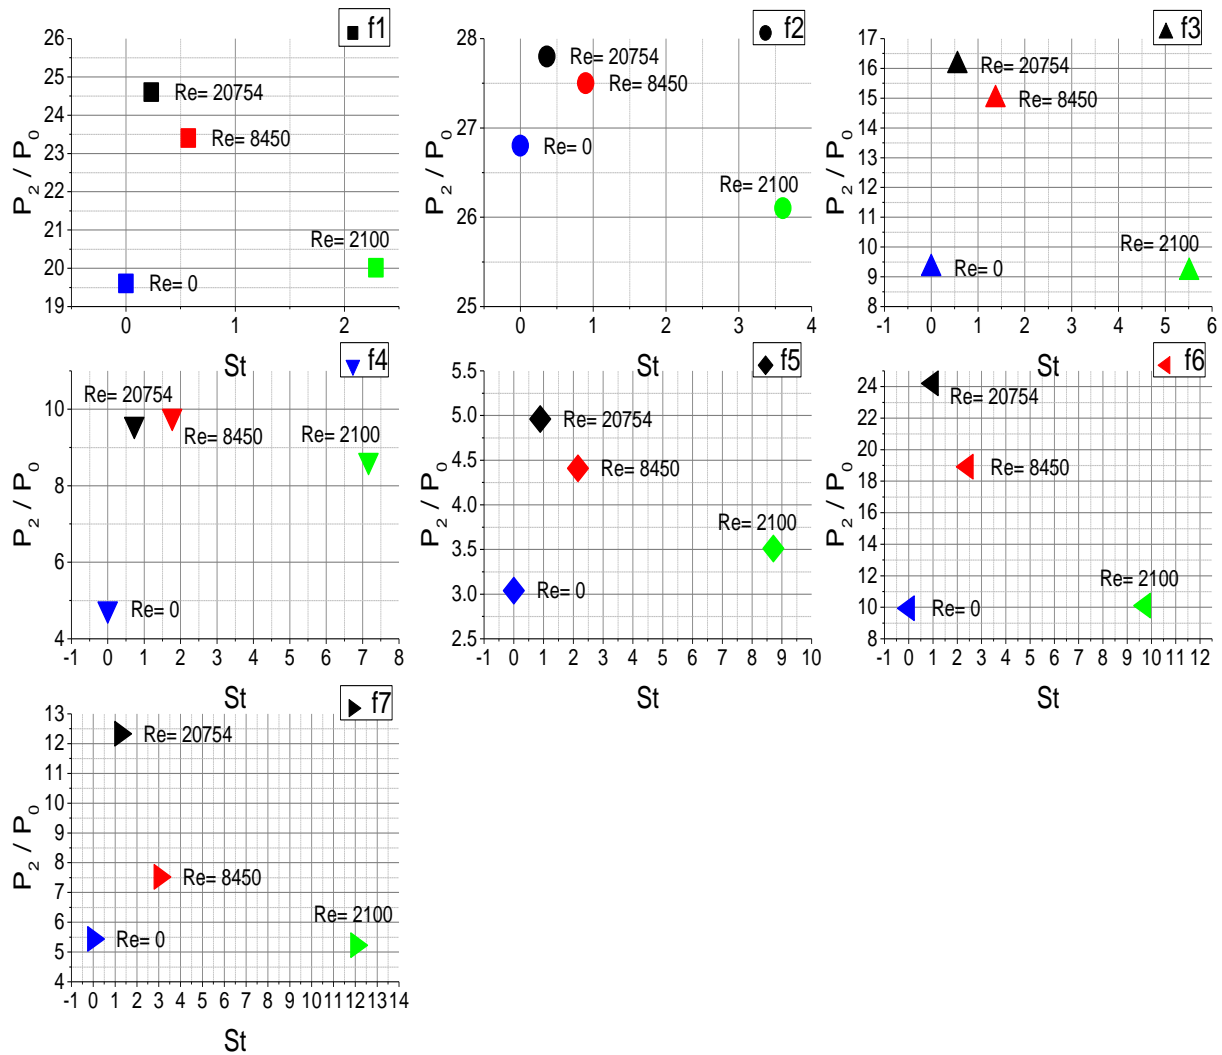 f1
26
25
24
23
22
21
20
19
P2 / P0
Re= 20754
Re= 8450
Re= 2100
Re= 0
0 1 2
St
f2
28
27
26
25
P2 / P0
Re= 20754
Re= 8450
Re= 0
Re= 2100
0 1 2 3 4
f3
17
16
15
14
13
12
11
10
9
8
P2 / P0
Re= 20754
Re= 8450
Re= 2100
Re= 0
-1 0 1 2 3 4 5 6
St
f4
10
8
6
4
P2 / P0
Re= 20754
Re= 8450
Re= 2100
Re= 0
-1 0 1 2 3 4 5 6 7 8
St
f5
5.5
5.0
4.5
4.0
3.5
3.0
2.5
P2 / P0
Re= 20754
Re= 8450
Re= 2100
Re= 0
-1 0 1 2 3 4 5 6 7 8 9 10
St
f6
24
22
20
18
16
14
12
10
8
P2 / P0
Re= 20754
Re= 8450
Re= 2100
Re= 0
-1 0 1 2 3 4 5 6 7 8 9 10 11 12
St
f7
13
12
11
10
9
8
7
6
5
4
P2 / P0
Re= 20754
Re= 8450
Re= 2100
Re= 0
-1 0 1 2 3 4 5 6 7 8 9 10 11 12 13 14
St